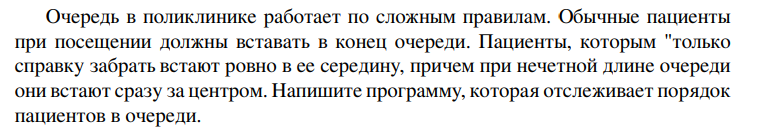 Очередь в поликлинике работает по сложным правилам. Обычные пациенты
при посещении должны вставать в конец очереди. Пациенты, которым "только
справку забрать встают ровно в ее середину, причем при нечетной длине очереди
они встают сразу за центром. Напишите программу, которая отслеживает порядок
пациентов в очереди.